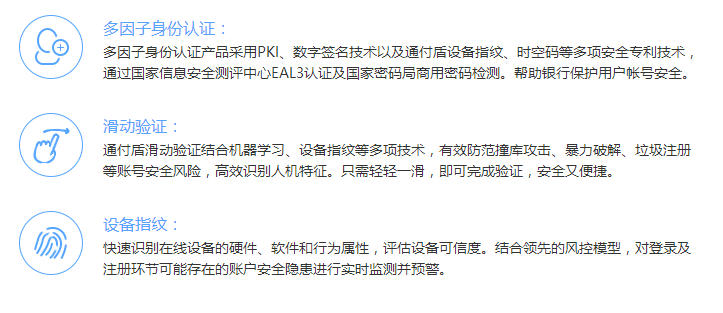 多因子身份认证：
多因子身份认证产品采用PKI、数字签名技术以及通付盾设备指纹、时空码等多项安全专利技术，
通过国家信息安全测评中心EAL3认证及国家密码局商用密码检测。帮助银行保护用户帐号安全。
滑动验证：
通付盾滑动验证结合机器学习、设备指纹等多项技术，有效防范撞库攻击、暴力破解、垃圾注册
等账号安全风险，高效识别人机特征。只需轻轻一滑，即可完成验证，安全又便捷。
设备指纹：
快速识别在线设备的硬件、软件和行为属性，评估设备可信度。结合领先的风控模型，对登录及
注册环节可能存在的账户安全隐患进行实时监测并预警。